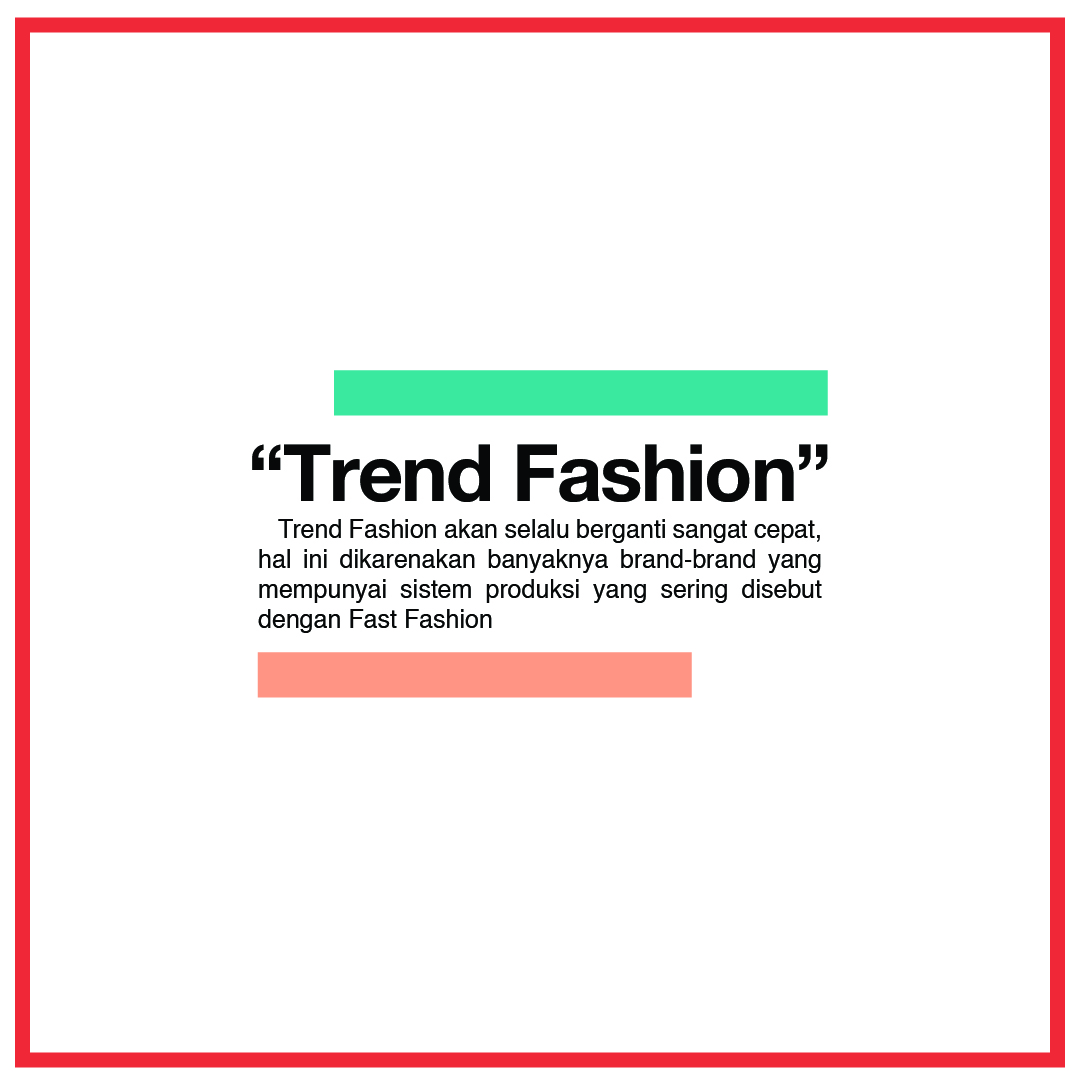 “Trend Fashion”
Trend Fashion akan selalu berganti sangat cepat,
hal ini dikarenakan banyaknya brand-brand yang
mempunyai sistem produksi yang sering disebut
dengan Fast Fashion